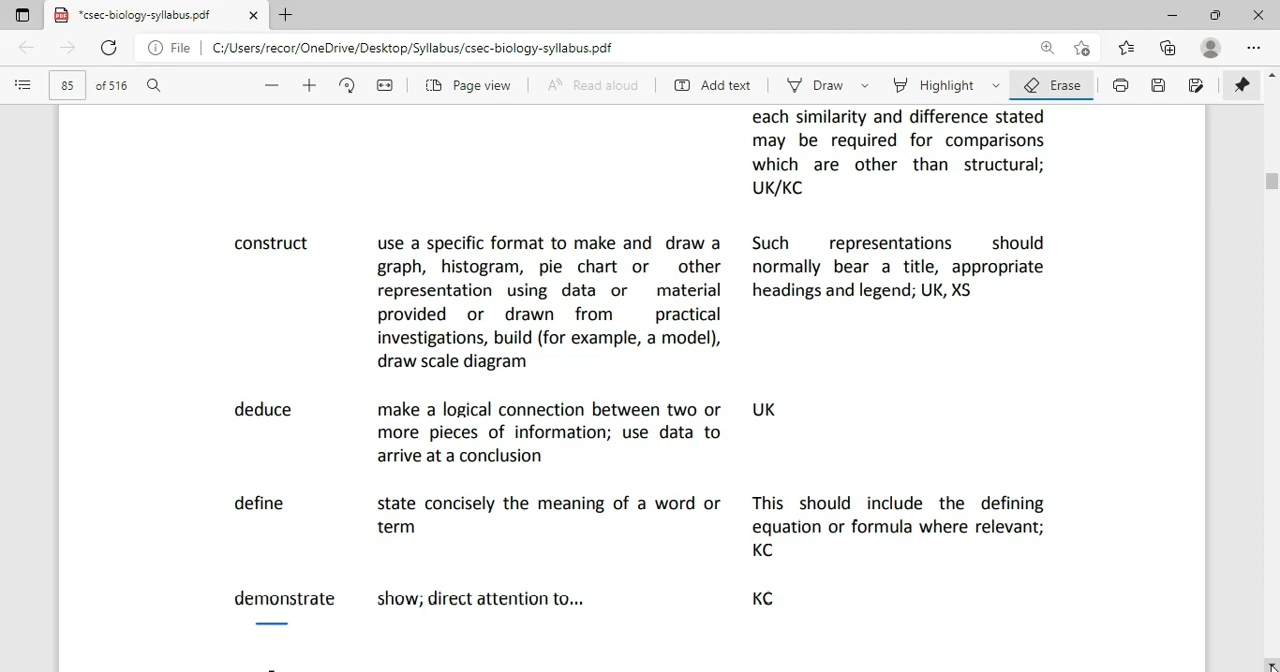 *csec-biology-syllabus.pdf
File C:/Users/recor/OneDrive/Desktop/Syllabus/csec-biology-syllabus.pdf
85 of 516 Page view Read aloud Add text Draw Highlight Erase
each similarity and difference stated
may be required for comparisons
which are other than structural;
UK/KC
construct use a specific format to make and draw a Such representations should
graph, histogram, pie chart or other normally bear a title, appropriate
representation using data or material headings and legend; UK, XS
provided or drawn from practical
investigations, build (for example, a model),
draw scale diagram
deduce make a logical connection between two or UK
more pieces of information; use data to
arrive at a conclusion
define state concisely the meaning of a word or This should include the defining
term equation or formula where relevant;
KC
demonstrate show; direct attention to... KC